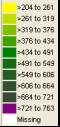 >204 to 261
>261 to 319
>319 to 376
>376 to 434
>434 to 491
>491 to 549
>549 to 606
>606 to 664
>664 to 721
>721 to 763
Missing